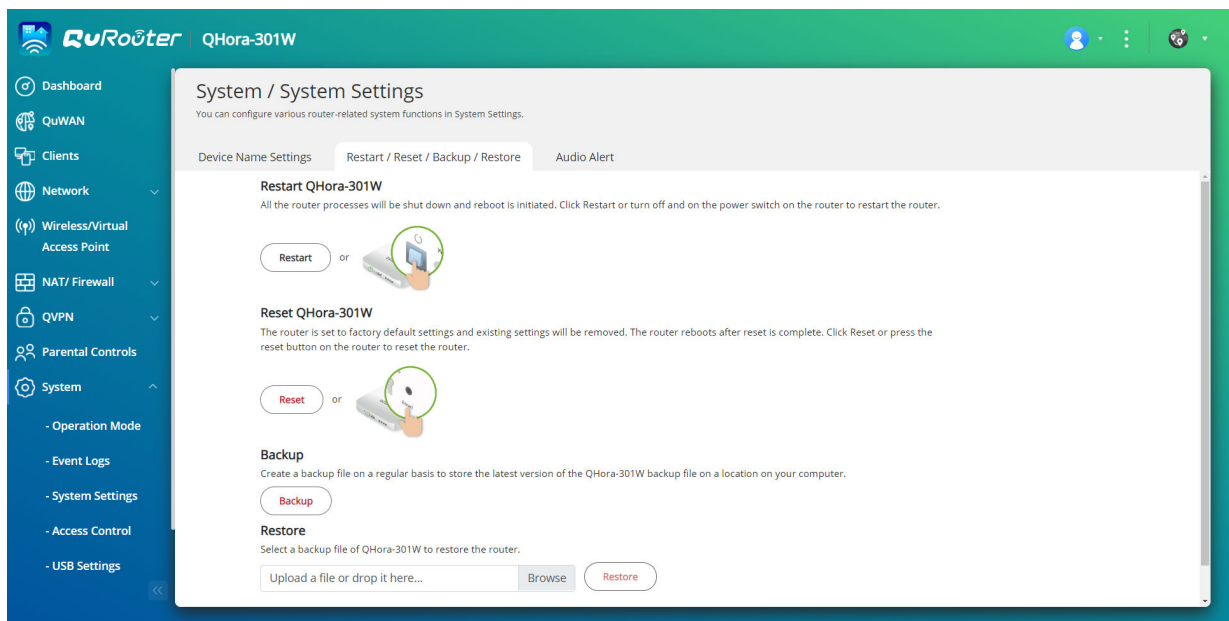 QuRoûter QHora-301W
Dashboard
QuWAN
Clients
Network
Wireless/Virtual
Access Point
NAT/ Firewall
QVPN
Parental Controls
System
- Operation Mode
- Event Logs
- System Settings
- Access Control
- USB Settings
System / System Settings
You can configure various router-related system functions in System Settings.
Device Name Settings Restart / Reset / Backup / Restore Audio Alert
Restart QHora-301W
All the router processes will be shut down and reboot is initiated. Click Restart or turn off and on the power switch on the router to restart the router.
Restart or
Reset QHora-301W
The router is set to factory default settings and existing settings will be removed. The router reboots after reset is complete. Click Reset or press the
reset button on the router to reset the router.
Reset or
Backup
Create a backup file on a regular basis to store the latest version of the QHora-301W backup file on a location on your computer.
Backup
Restore
Select a backup file of QHora-301W to restore the router.
Upload a file or drop it here... Browse Restore